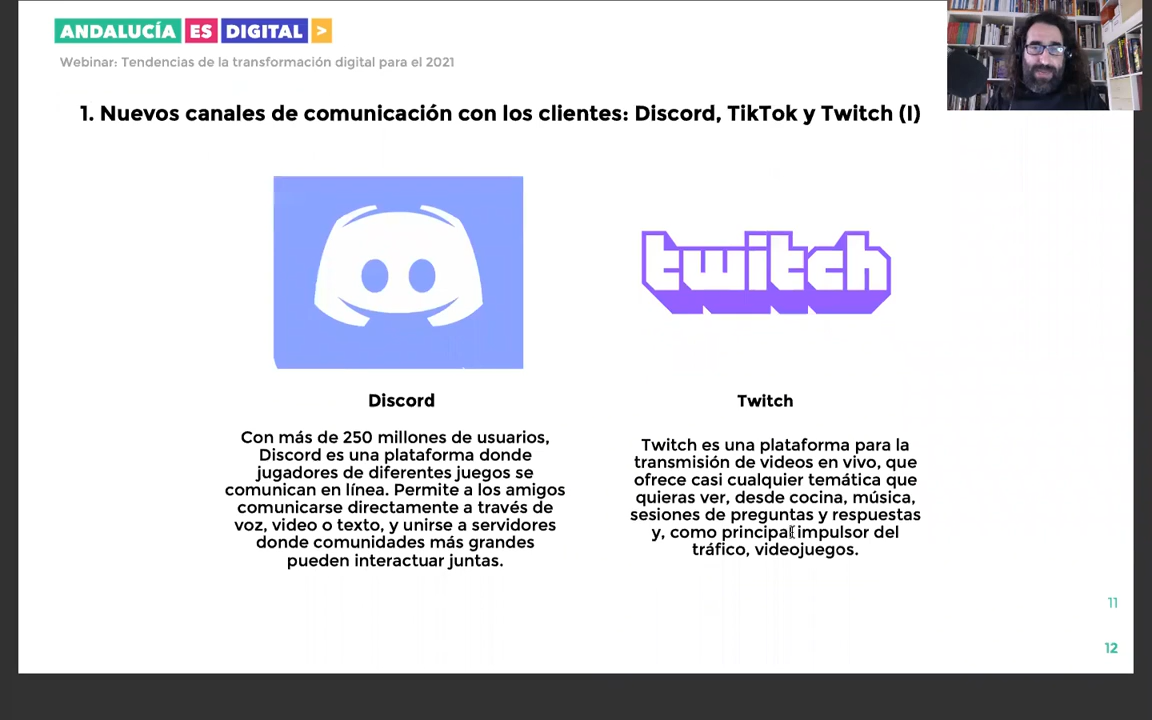 ANDALUCÍA ES DIGITAL >
Webinar: Tendencias de la transformación digital para el 2021
1. Nuevos canales de comunicación con los clientes: Discord, TikTok y Twitch (I)
twitch
Discord
Con más de 250 millones de usuarios,
Discord es una plataforma donde
jugadores de diferentes juegos se
comunican en línea. Permite a los amigos
comunicarse directamente a través de
voz, video o texto, y unirse a servidores
donde comunidades más grandes
pueden interactuar juntas.
Twitch
Twitch es una plataforma para la
transmisión de videos en vivo, que
ofrece casi cualquier temática que
quieras ver, desde cocina, música,
sesiones de preguntas y respuestas
y, como principal impulsor del
tráfico, videojuegos.
11
12